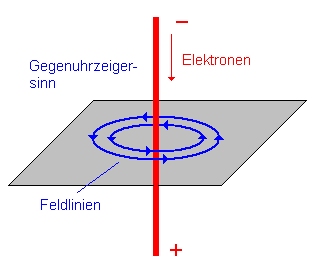 −
Elektronen
Gegenuhrzeiger-
sinn
Feldlinien
+